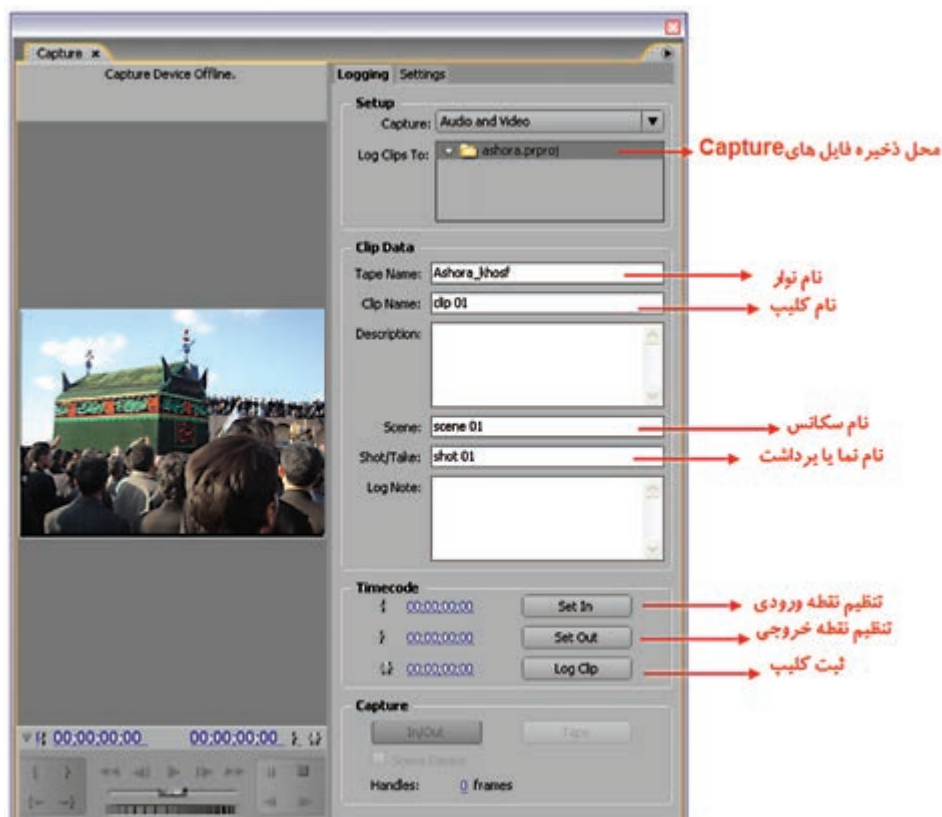 Capture
Capture Device Offline.
Logging Settings
Setup
Capture: Audio and Video
Log Clips To: ashora.prproj
محل ذخیره فایل های Capture
Clip Data
Tape Name: Ashora_khosf
نام نوار
Clip Name: clip 01
نام کلیپ
Description:
Scene: scene 01
نام سکانس
Shot/Take: shot 01
نام نما یا برداشت
Log Note:
Timecode
00;00;00;00 Set In
تنظیم نقطه ورودی
00;00;00;00 Set Out
تنظیم نقطه خروجی
00;00;00;00 Log Clip
ثبت کلیپ
Capture
In/Out Tape
Scene Detect
Handles: 0 frames
00;00;00;00 00;00;00;00